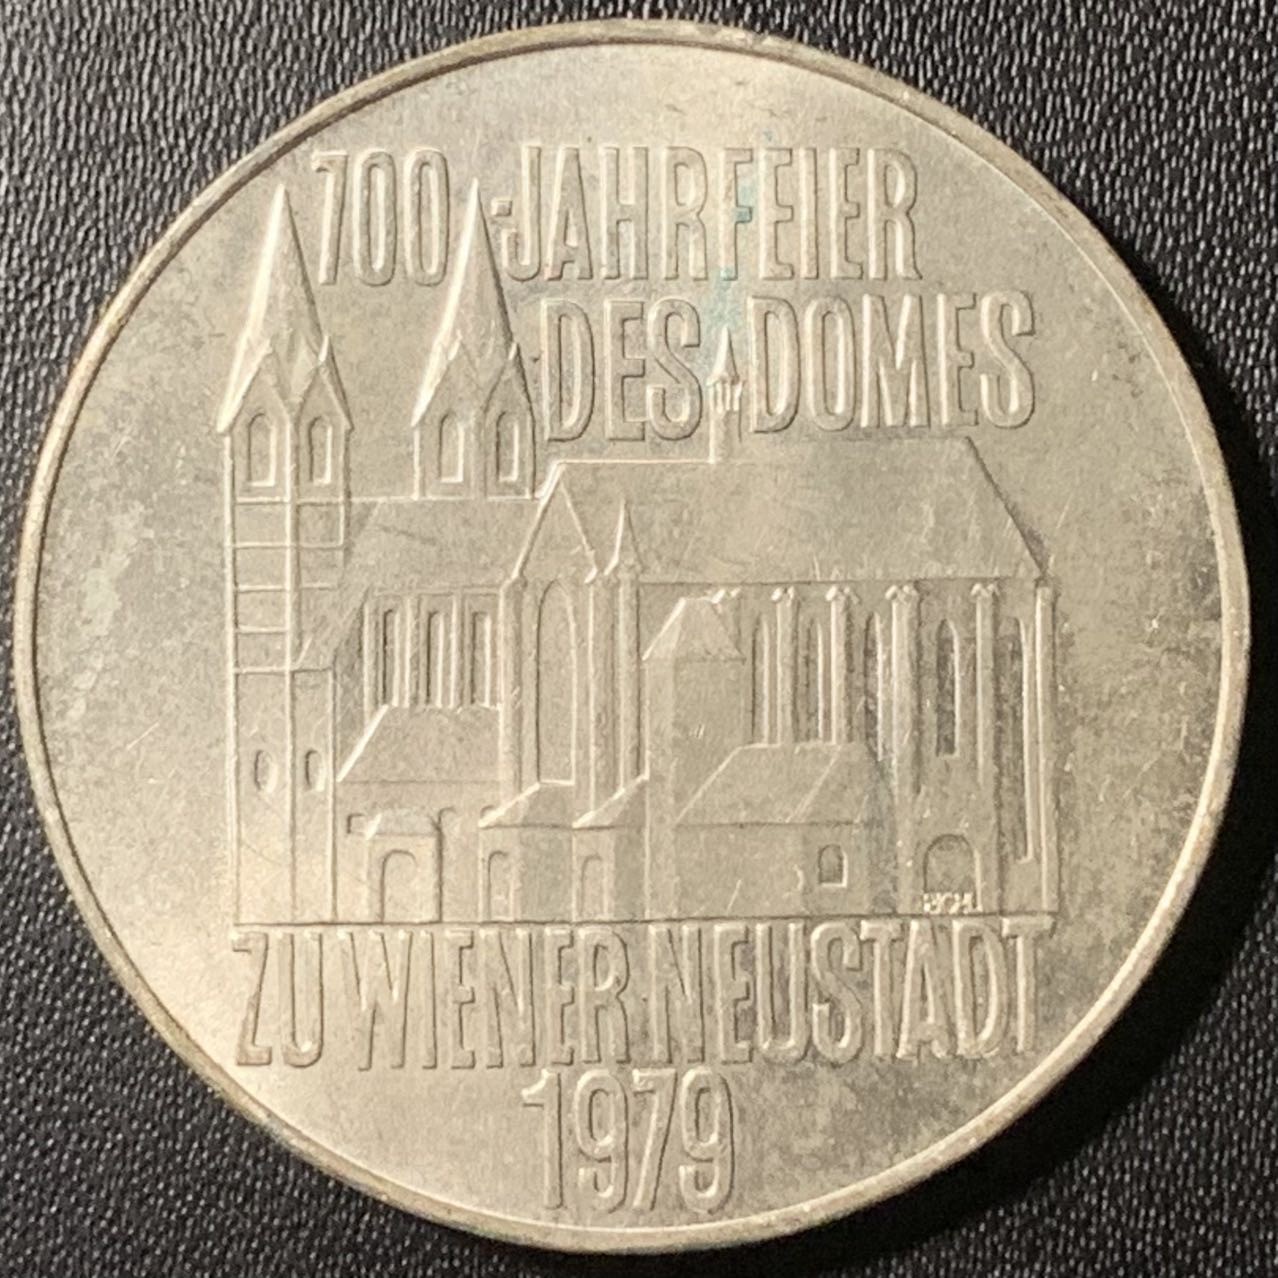 700-JAHRFEIER
DES DOMES
ZU WIENER NEUSTADT
1979